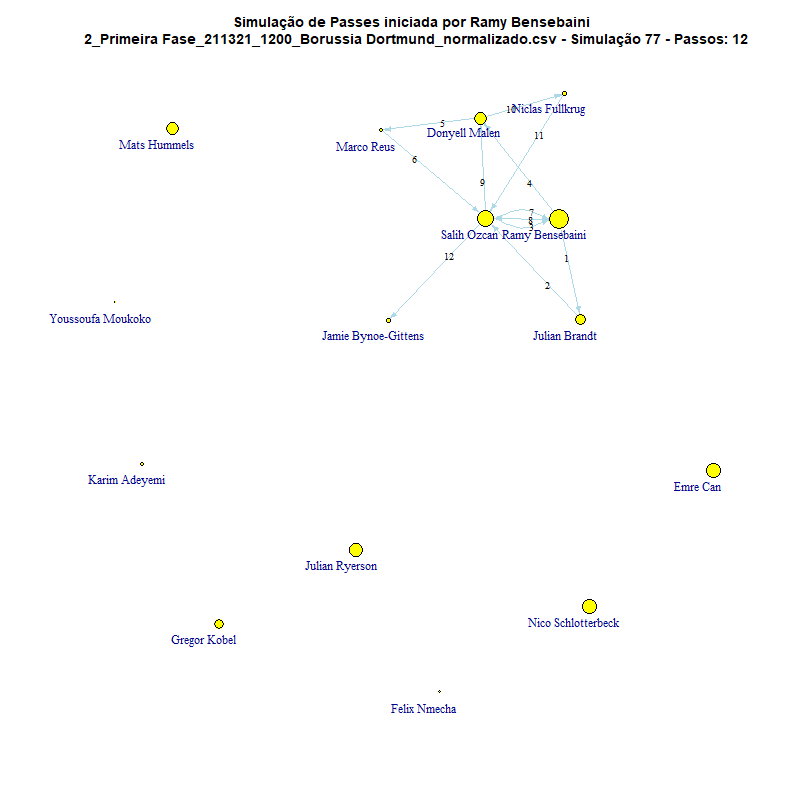 Simulação de Passes iniciada por Ramy Bensebaini
2_Primeira Fase_211321_1200_Borussia Dortmund_normalizado.csv - Simulação 77 - Passos: 12
Niclas Fullkrug
10
Mats Hummels
Marco Reus
5
Donyell Malen
11
6
9
4
7
8
3
Salih Ozcan
Ramy Bensebaini
12
1
2
Youssoufa Moukoko
Jamie Bynoe-Gittens
Julian Brandt
Karim Adeyemi
Emre Can
Julian Ryerson
Gregor Kobel
Nico Schlotterbeck
Felix Nmecha